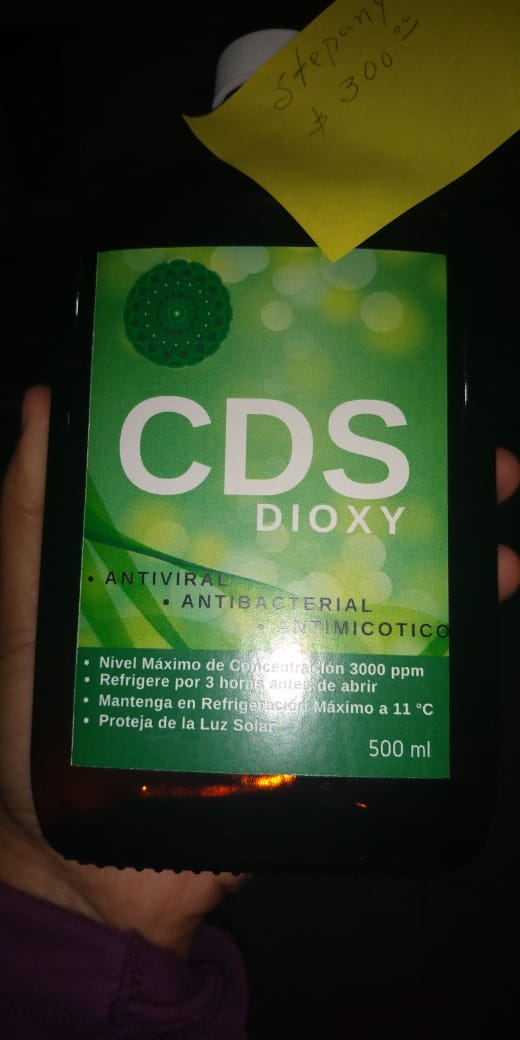 Stepany
$ 300 00
CDS
DIOXY
• ANTIVIRAL
• ANTIBACTERIAL
• ANTIMICOTICO
• Nivel Máximo de Concentración 3000 ppm
• Refrigere por 3 horas antes de abrir
• Mantenga en Refrigeración Máximo a 11 °C
• Proteja de la Luz Solar
500 ml